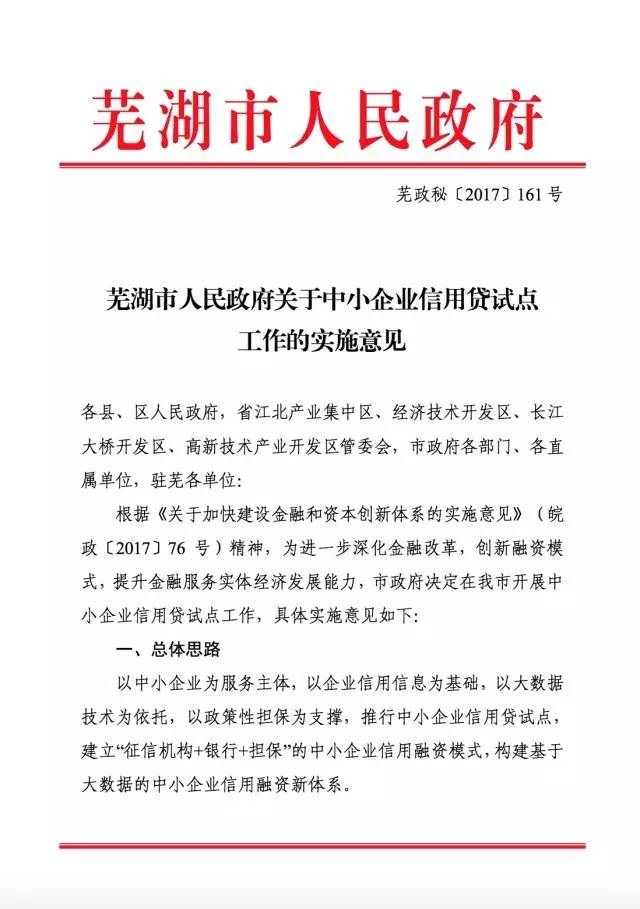 芜湖市人民政府
芜政秘〔2017〕161 号
芜湖市人民政府关于中小企业信用贷试点
工作的实施意见
各县、区人民政府，省江北产业集中区、经济技术开发区、长江
大桥开发区、高新技术产业开发区管委会，市政府各部门、各直
属单位，驻芜各单位：
根据《关于加快建设金融和资本创新体系的实施意见》（皖
政〔2017〕76 号）精神，为进一步深化金融改革，创新融资模
式，提升金融服务实体经济发展能力，市政府决定在我市开展中
小企业信用贷试点工作，具体实施意见如下：
一、总体思路
以中小企业为服务主体，以企业信用信息为基础，以大数据
技术为依托，以政策性担保为支撑，推行中小企业信用贷试点，
建立“征信机构+银行+担保”的中小企业信用融资模式，构建基于
大数据的中小企业信用融资新体系。